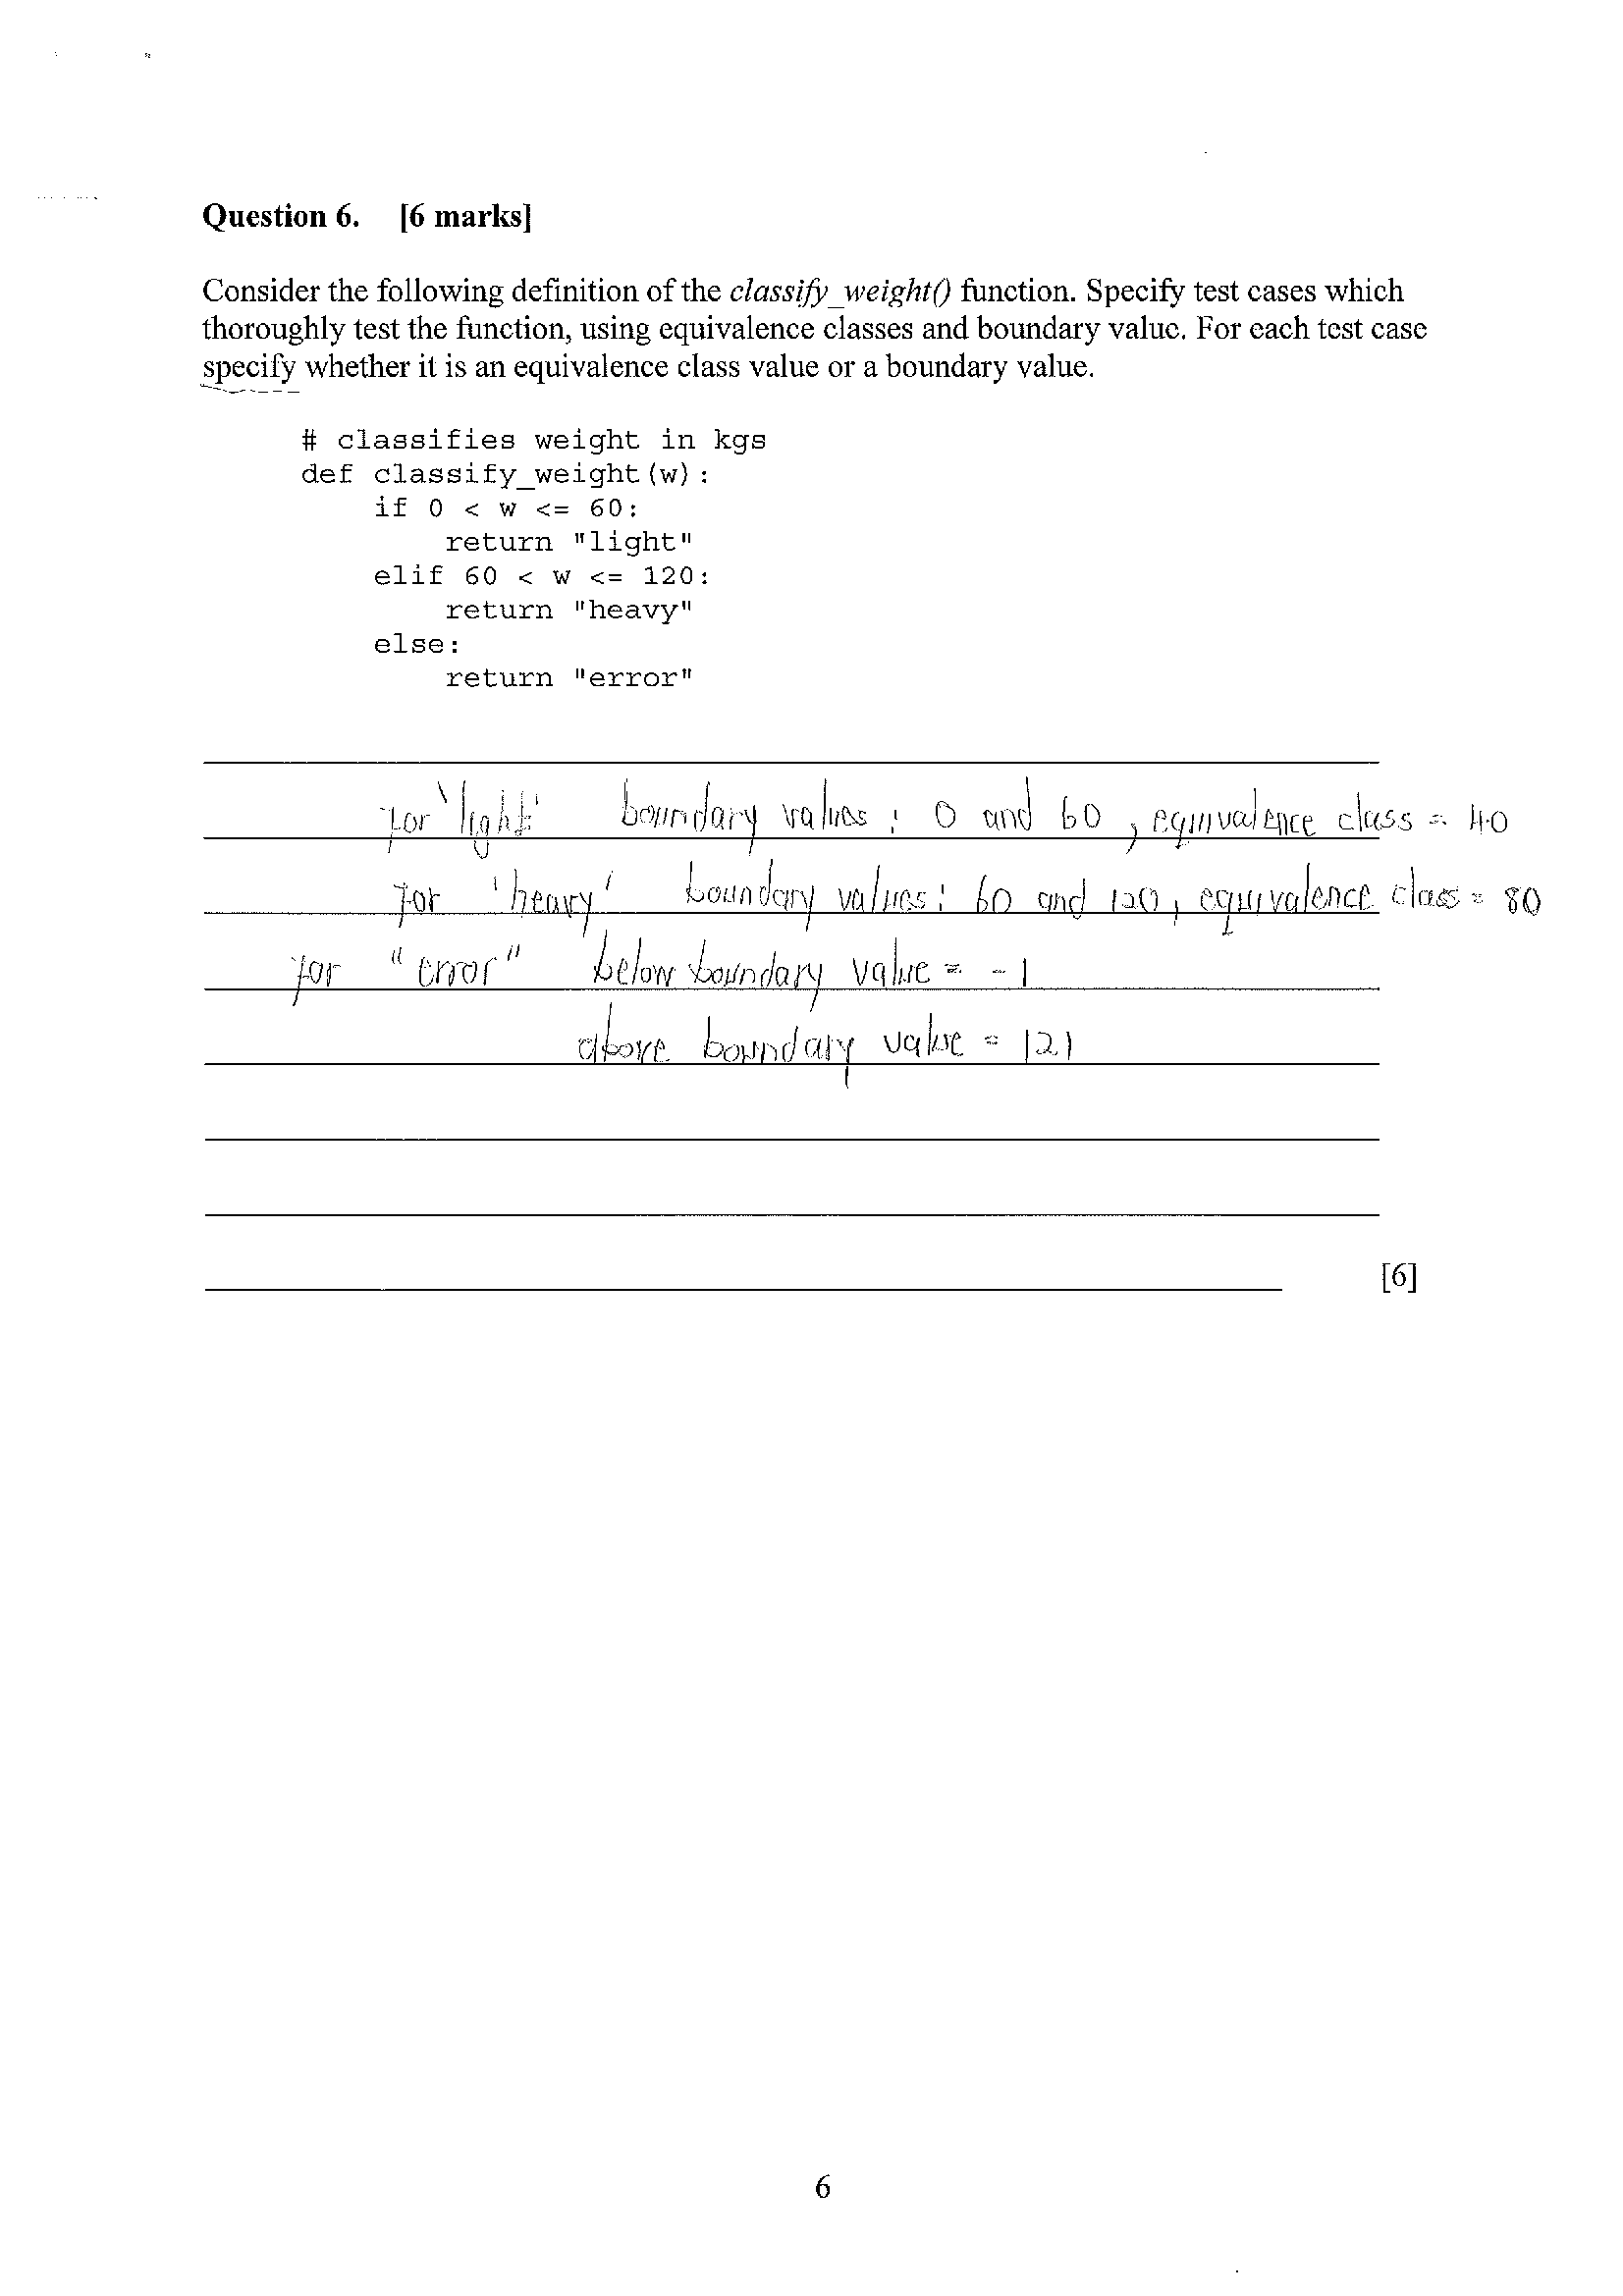 Question 6. [6 marks]
Consider the following definition of the classify_weight() function. Specify test cases which
thoroughly test the function, using equivalence classes and boundary value. For each test case
specify whether it is an equivalence class value or a boundary value.
# classifies weight in kgs
def classify_weight(w):
    if 0 < w <= 60:
        return "light"
    elif 60 < w <= 120:
        return "heavy"
    else:
        return "error"
for 'light' boundary values : 0 and 60 , equivalence class = 40
for 'heavy' boundary values : 60 and 120 , equivalence class = 80
for "error" below boundary value = -1
above boundary value = 121
[6]
6